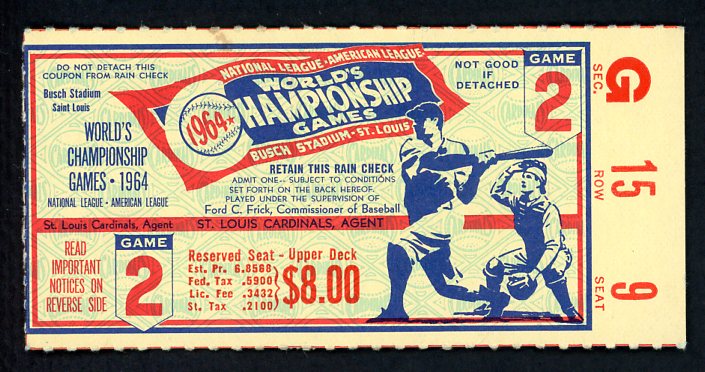 DO NOT DETACH THIS
COUPON FROM RAIN CHECK
Busch Stadium
Saint Louis
WORLD'S
CHAMPIONSHIP
GAMES • 1964
NATIONAL LEAGUE • AMERICAN LEAGUE
St. Louis Cardinals, Agent
READ
IMPORTANT
NOTICES ON
REVERSE SIDE
GAME
2
NATIONAL LEAGUE • AMERICAN LEAGUE
WORLD'S
CHAMPIONSHIP
GAMES
1964
BUSCH STADIUM • ST. LOUIS
NOT GOOD
IF
DETACHED
GAME
2
RETAIN THIS RAIN CHECK
ADMIT ONE -- SUBJECT TO CONDITIONS
SET FORTH ON THE BACK HEREOF.
PLAYED UNDER THE SUPERVISION OF
Ford C. Frick, Commissioner of Baseball
ST. LOUIS CARDINALS, AGENT
Reserved Seat - Upper Deck
Est. Pr. 6.8568
Fed. Tax .5900
Lic. Fee .3432
St. Tax .2100
$8.00
SEC. G
ROW 15
SEAT 9